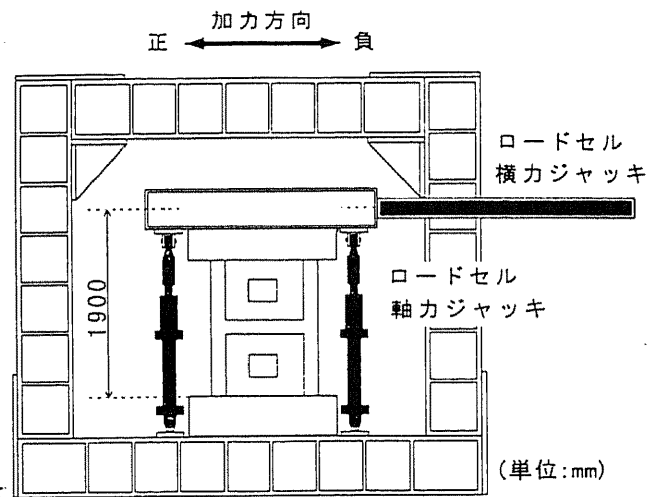 加力方向
正 負
ロードセル
横力ジャッキ
ロードセル
軸力ジャッキ
1900
(単位:mm)